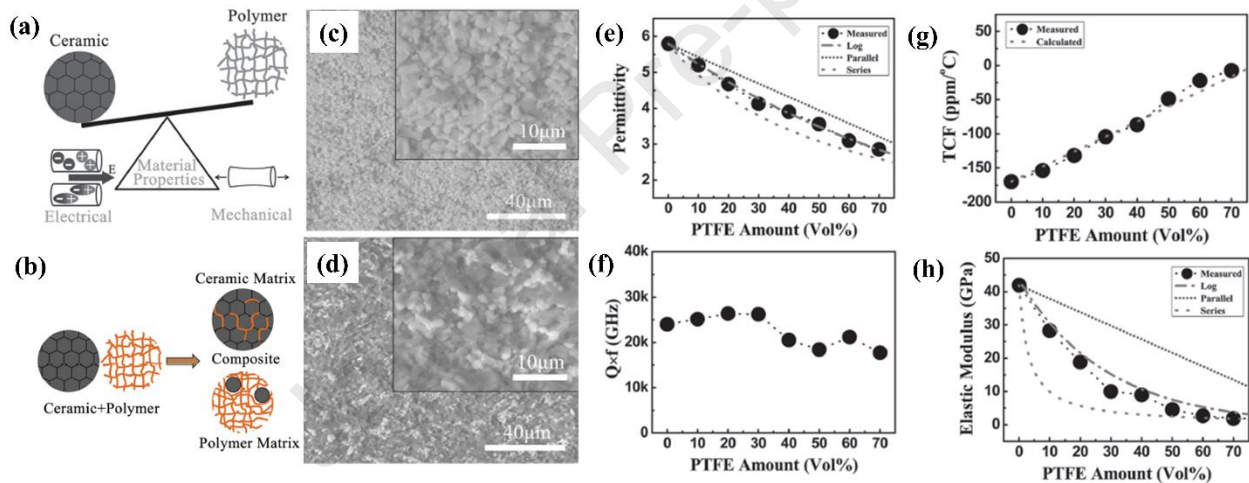 (a)
Polymer
Ceramic
E
Material
Properties
Electrical
Mechanical
(b)
Ceramic Matrix
Composite
Ceramic+Polymer
Polymer Matrix
(c)
10μm
40μm
(d)
10μm
40μm
(e)
Permittivity
6
5
4
3
2
Measured
Log
Parallel
Series
0 10 20 30 40 50 60 70
PTFE Amount (Vol%)
(f)
Q×f (GHz)
40k
30k
20k
10k
0
0 10 20 30 40 50 60 70
PTFE Amount (Vol%)
(g)
TCF (ppm/°C)
50
0
-50
-100
-150
-200
Measured
Calculated
0 10 20 30 40 50 60 70
PTFE Amount (Vol%)
(h)
Elastic Modulus (GPa)
50
40
30
20
10
0
Measured
Log
Parallel
Series
0 10 20 30 40 50 60 70
PTFE Amount (Vol%)
Pre-p